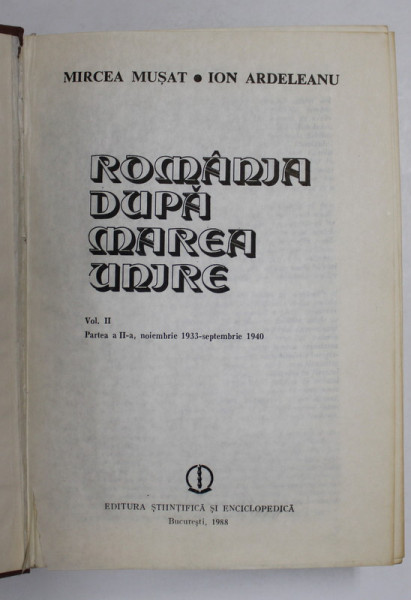 MIRCEA MUȘAT ● ION ARDELEANU
ROMÂNIA
DUPĂ
MAREA
UNIRE
Vol. II
Partea a II-a, noiembrie 1933-septembrie 1940
EDITURA ȘTIINȚIFICĂ ȘI ENCICLOPEDICĂ
București, 1988